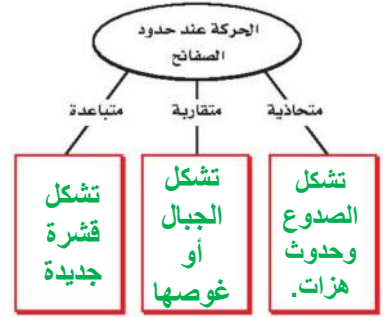 الحركة عند حدود
الصفائح
متحاذية
متقاربة
متباعدة
تشكل
الصدوع
وحدوث
هزات.
تشكل
الجبال
أو
غوصها
تشكل
قشرة
جديدة